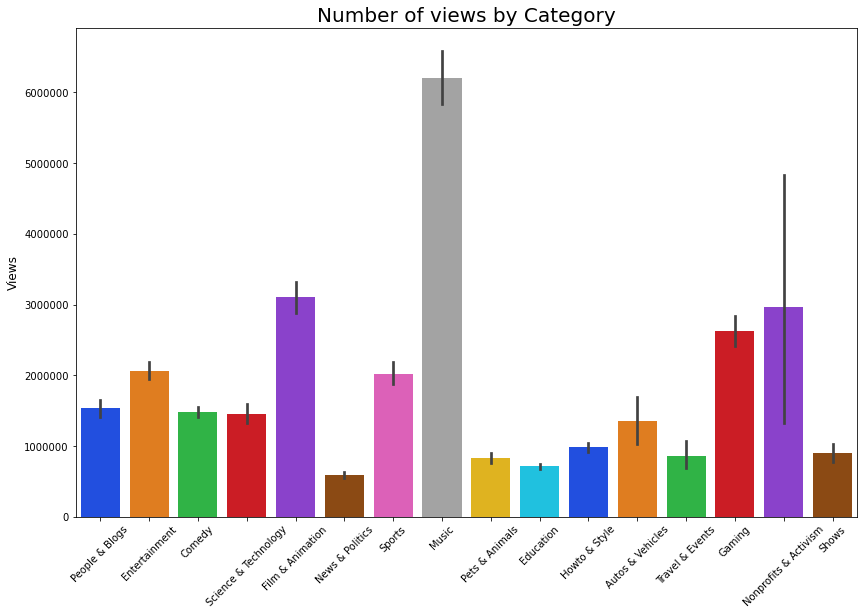 Number of views by Category
Views
6000000
5000000
4000000
3000000
2000000
1000000
0
People & Blogs
Entertainment
Comedy
Science & Technology
Film & Animation
News & Politics
Sports
Music
Pets & Animals
Education
Howto & Style
Autos & Vehicles
Travel & Events
Gaming
Nonprofits & Activism
Shows